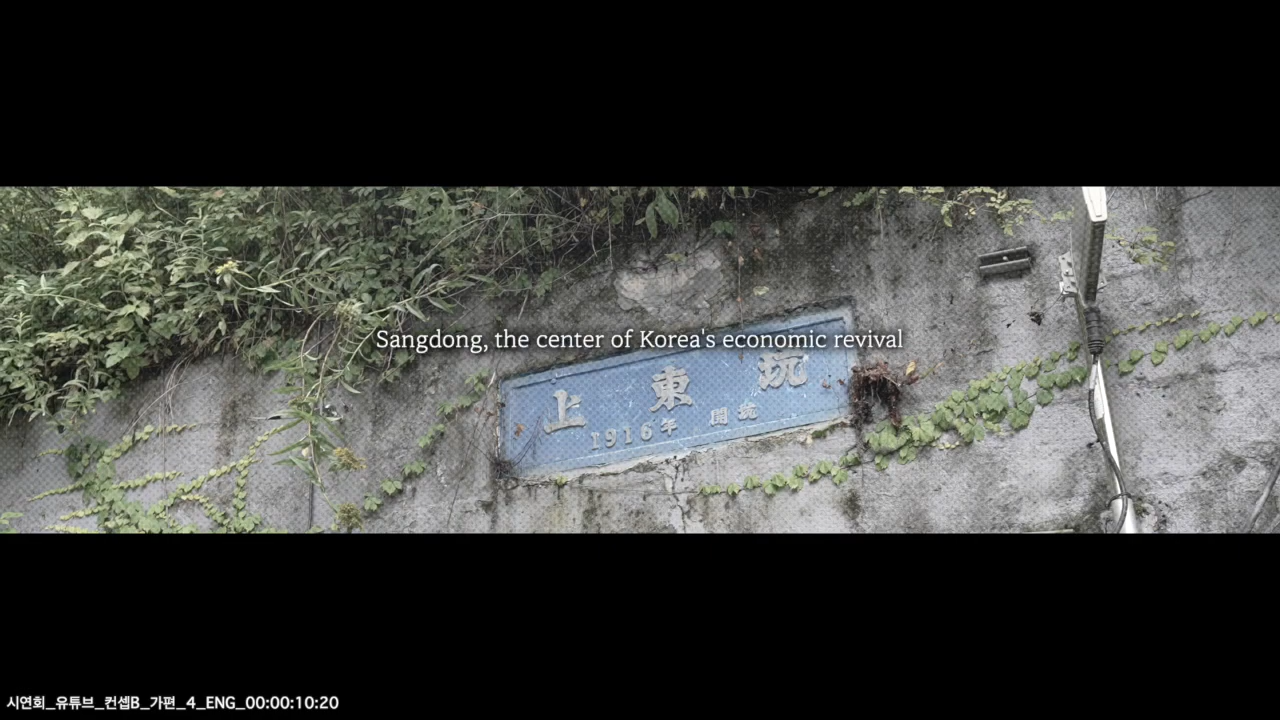 Sangdong, the center of Korea's economic revival
上東坑
1916年 開坑
시연회_유튜브_컨셉B_가편_4_ENG_00:00:10:20